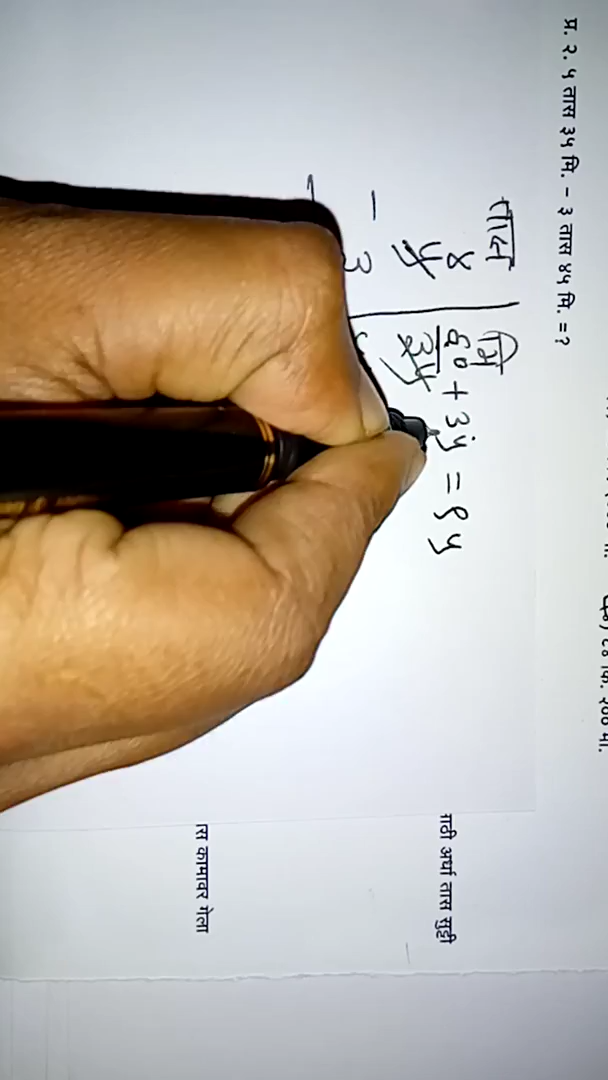 प्र. २. ५ तास ३५ मि. - ३ तास ४५ मि. = ?
तास मि
४ ६० + ३५ = ९५
५ ३५
- ३
अर्धा तास सुट्टी
कामावर गेला